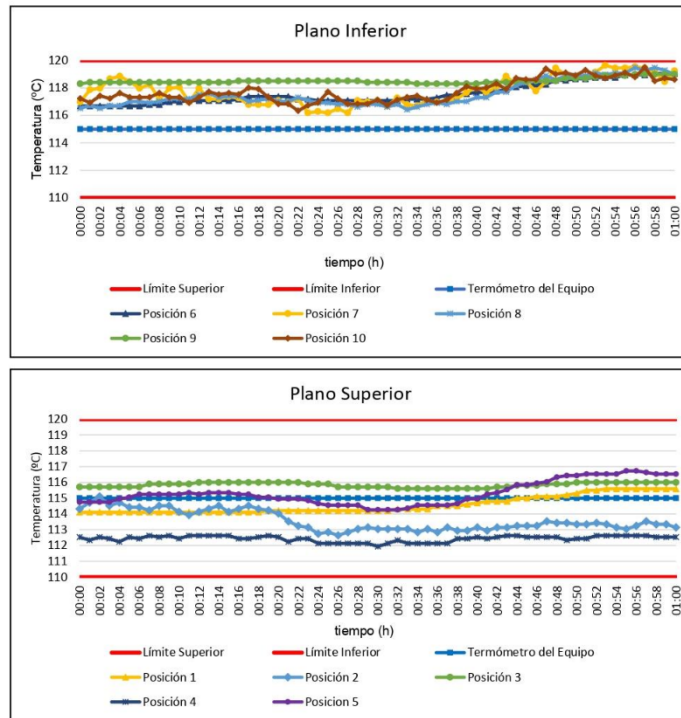 Plano Inferior
120
118
116
114
112
110
Temperatura (ºC)
00:00 00:02 00:04 00:06 00:08 00:10 00:12 00:14 00:16 00:18 00:20 00:22 00:24 00:26 00:28 00:30 00:32 00:34 00:36 00:38 00:40 00:42 00:44 00:46 00:48 00:50 00:52 00:54 00:56 00:58 01:00
tiempo (h)
Límite Superior Límite Inferior Termómetro del Equipo
Posición 6 Posición 7 Posición 8
Posición 9 Posición 10
Plano Superior
120
119
118
117
116
115
114
113
112
111
110
Temperatura (ºC)
00:00 00:02 00:04 00:06 00:08 00:10 00:12 00:14 00:16 00:18 00:20 00:22 00:24 00:26 00:28 00:30 00:32 00:34 00:36 00:38 00:40 00:42 00:44 00:46 00:48 00:50 00:52 00:54 00:56 00:58 01:00
tiempo (h)
Límite Superior Límite Inferior Termómetro del Equipo
Posición 1 Posición 2 Posición 3
Posición 4 Posicion 5